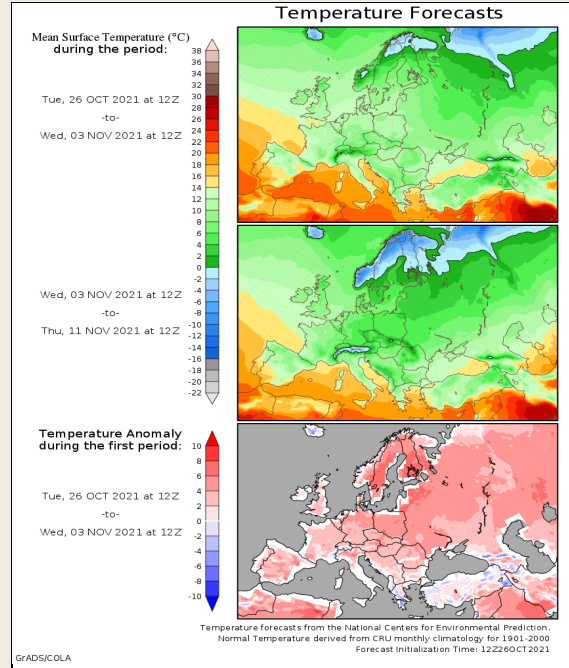 Temperature Forecasts
Mean Surface Temperature (°C)
during the period:
Tue, 26 OCT 2021 at 12Z
-to-
Wed, 03 NOV 2021 at 12Z
38
36
34
32
30
28
26
24
22
20
18
16
14
12
10
8
6
4
2
0
-2
-4
-6
-8
-10
-12
-14
-16
-18
-20
-22
Wed, 03 NOV 2021 at 12Z
-to-
Thu, 11 NOV 2021 at 12Z
Temperature Anomaly
during the first period:
Tue, 26 OCT 2021 at 12Z
-to-
Wed, 03 NOV 2021 at 12Z
10
8
6
4
2
0
-2
-4
-6
-8
-10
Temperature forecasts from the National Centers for Environmental Prediction.
Normal Temperature derived from CRU monthly climatology for 1901-2000
Forecast Initialization Time: 12Z26OCT2021
GrADS/COLA